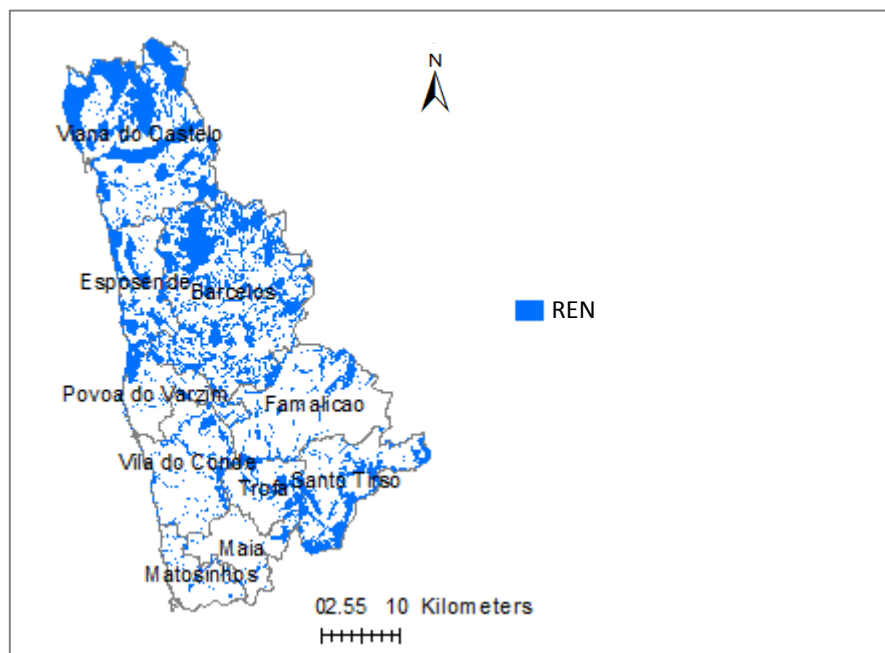 N
Viana do Castelo
Esposende
Barcelos
REN
Povoa do Varzim
Famalicao
Vila do Conde
Trofa
Santo Tirso
Maia
Matosinhos
02.55 10 Kilometers